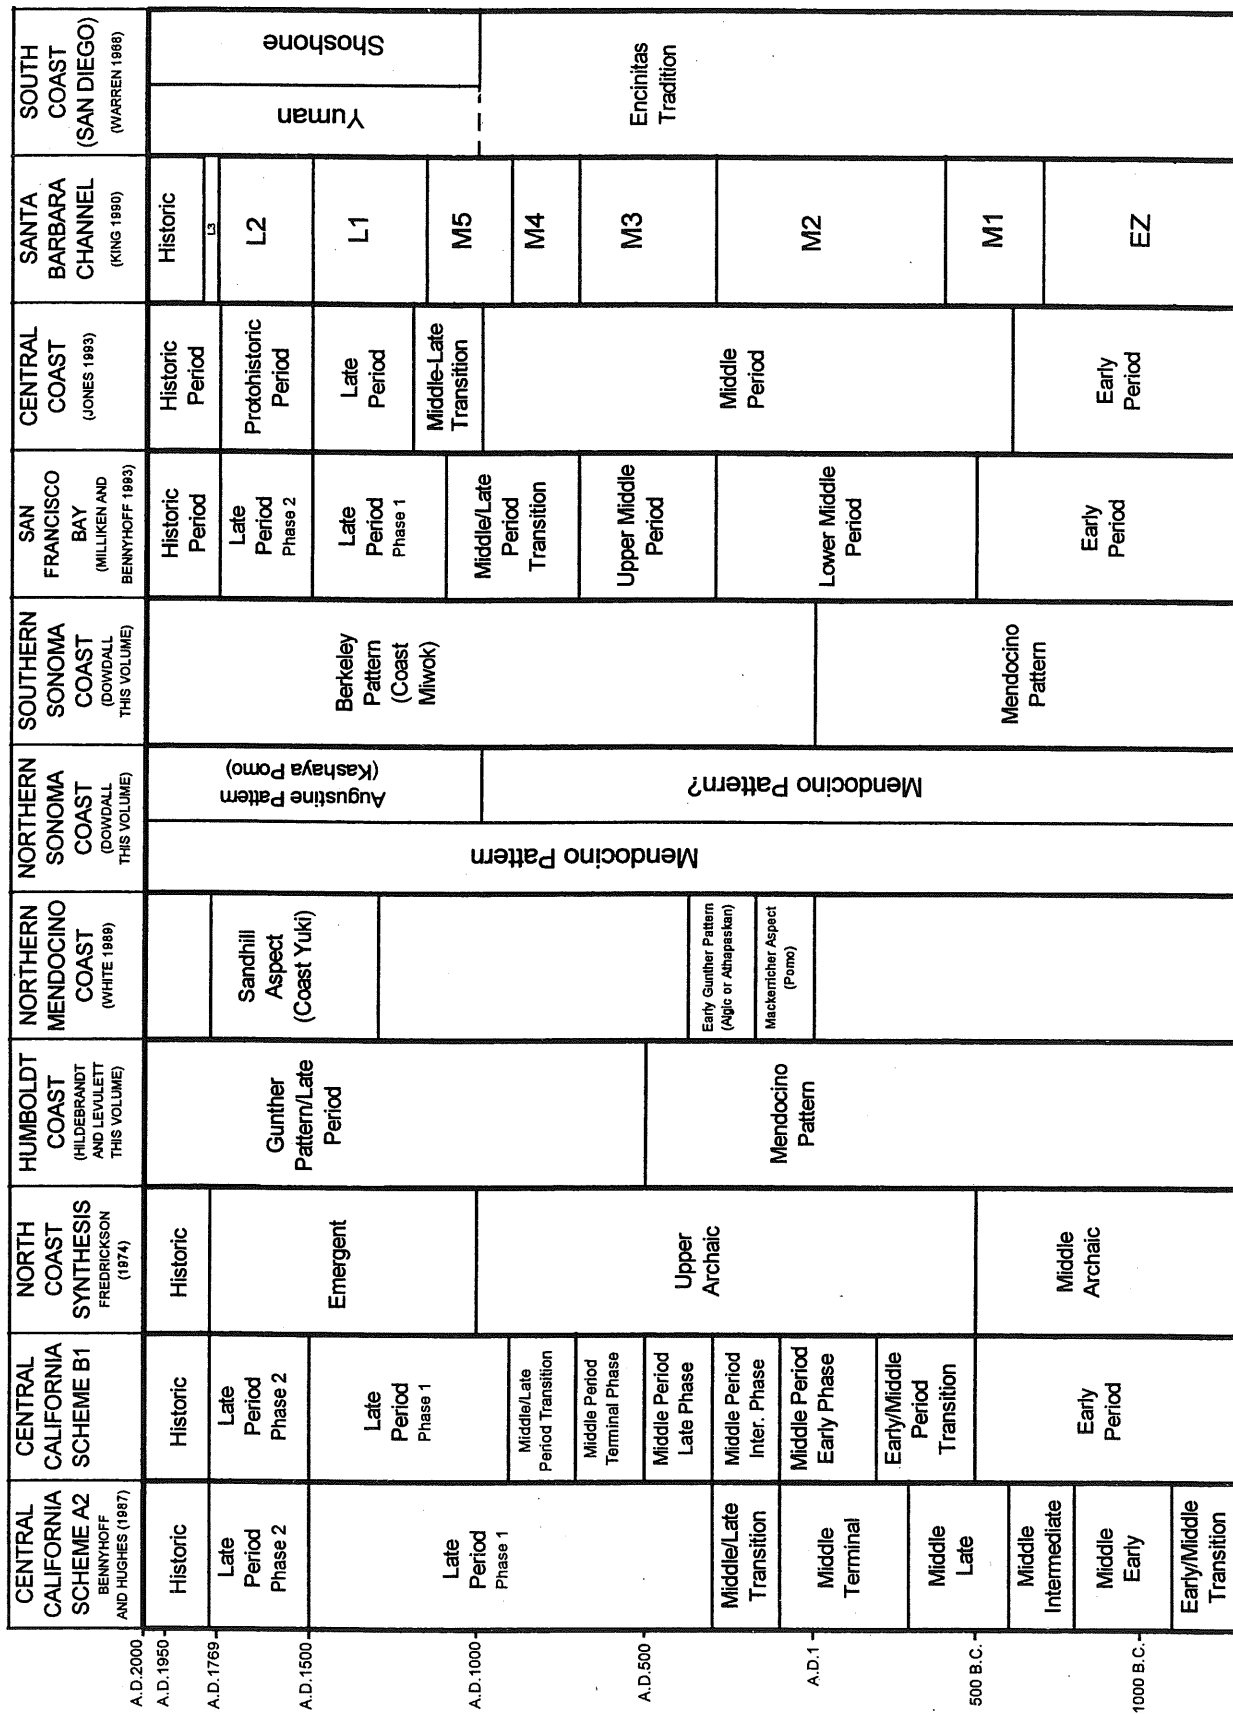 CENTRAL
CALIFORNIA
SCHEME A2
BENNYHOFF
AND HUGHES (1987)
CENTRAL
CALIFORNIA
SCHEME B1
NORTH
COAST
SYNTHESIS
FREDRICKSON
(1974)
HUMBOLDT
COAST
(HILDEBRANDT
AND LEVULETT
THIS VOLUME)
NORTHERN
MENDOCINO
COAST
(WHITE 1989)
NORTHERN
SONOMA
COAST
(DOWDALL
THIS VOLUME)
SOUTHERN
SONOMA
COAST
(DOWDALL
THIS VOLUME)
SAN
FRANCISCO
BAY
(MILLIKEN AND
BENNYHOFF 1993)
CENTRAL
COAST
(JONES 1993)
SANTA
BARBARA
CHANNEL
(KING 1990)
SOUTH
COAST
(SAN DIEGO)
(WARREN 1968)
A.D.2000
A.D.1950
A.D.1769
A.D.1500
A.D.1000
A.D.500
A.D.1
500 B.C.
1000 B.C.
Historic
Late
Period
Phase 2
Late
Period
Phase 1
Middle/Late
Transition
Middle
Terminal
Middle
Late
Middle
Intermediate
Middle
Early
Early/Middle
Transition
Historic
Late
Period
Phase 2
Late
Period
Phase 1
Middle/Late
Period Transition
Middle Period
Terminal Phase
Middle Period
Late Phase
Middle Period
Inter. Phase
Middle Period
Early Phase
Early/Middle
Period
Transition
Early
Period
Historic
Emergent
Upper
Archaic
Middle
Archaic
Gunther
Pattern/Late
Period
Mendocino
Pattern
Sandhill
Aspect
(Coast Yuki)
Early Gunther Pattern
(Algic or Athapaskan)
Mackerricher Aspect
(Pomo)
Mendocino Pattern
Augustine Pattern
(Kashaya Pomo)
Mendocino Pattern?
Berkeley
Pattern
(Coast
Miwok)
Mendocino
Pattern
Historic
Period
Late
Period
Phase 2
Late
Period
Phase 1
Middle/Late
Period
Transition
Upper Middle
Period
Lower Middle
Period
Early
Period
Historic
Period
Protohistoric
Period
Late
Period
Middle-Late
Transition
Middle
Period
Early
Period
Historic
L3
L2
L1
M5
M4
M3
M2
M1
EZ
Yuman
Shoshone
Encinitas
Tradition